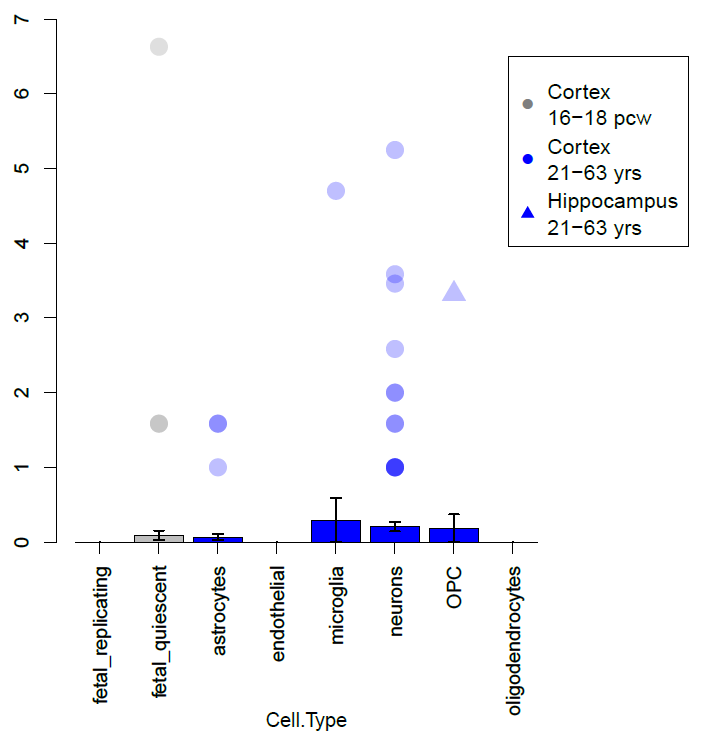 7
6
5
4
3
2
1
0
Cortex
16−18 pcw
Cortex
21−63 yrs
Hippocampus
21−63 yrs
fetal_replicating
fetal_quiescent
astrocytes
endothelial
microglia
neurons
OPC
oligodendrocytes
Cell.Type